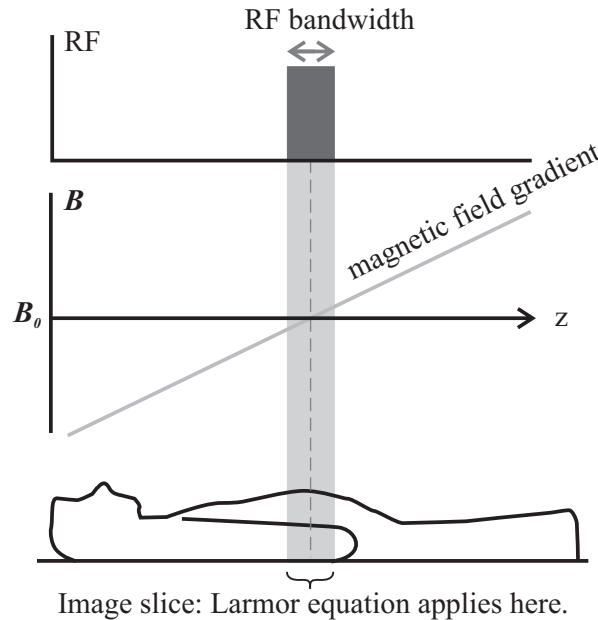 RF bandwidth
RF
magnetic field gradient
B
B₀
z
Image slice: Larmor equation applies here.